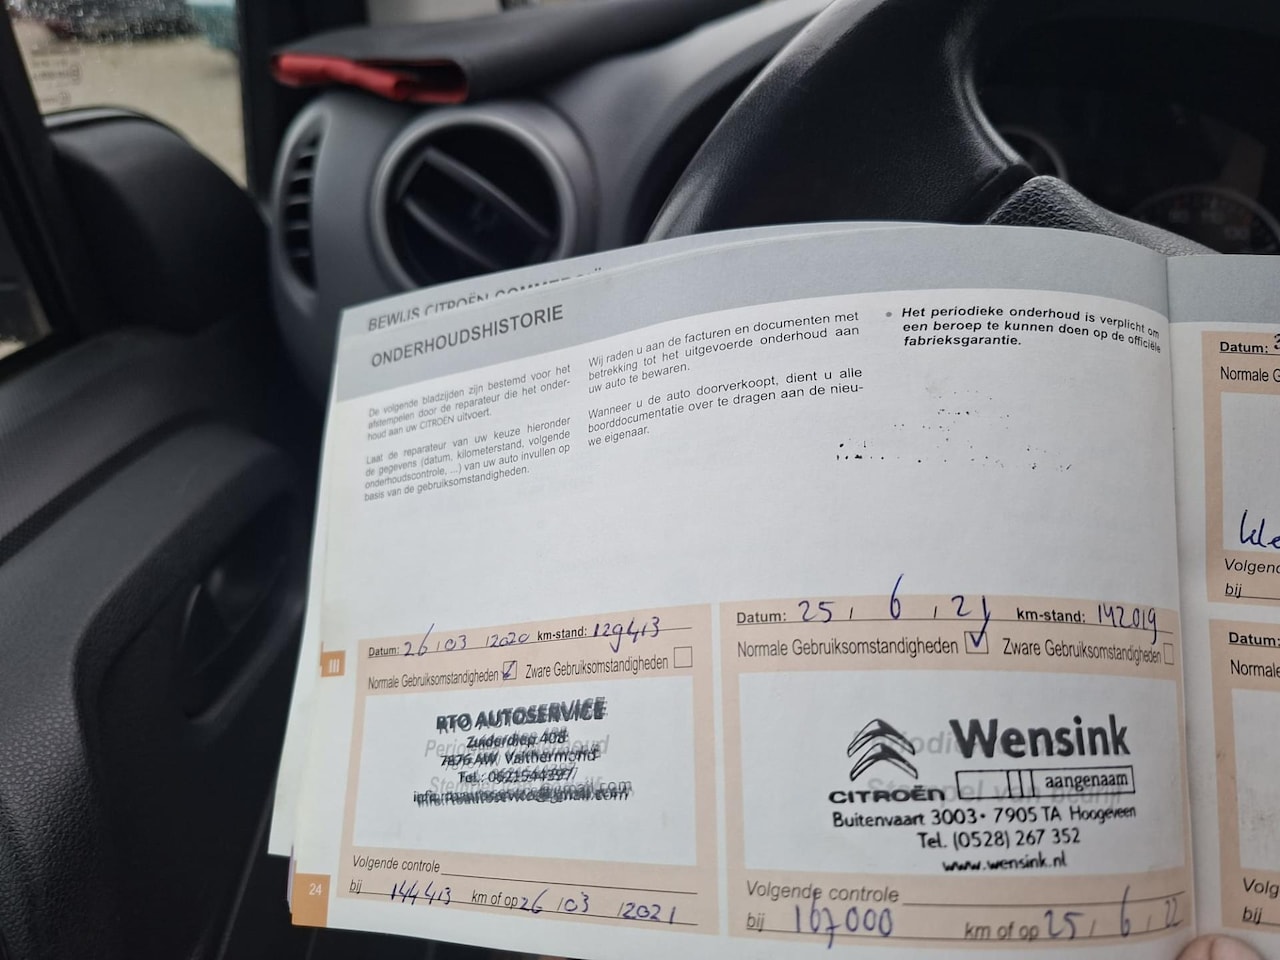 BEWIJS CITROËN
ONDERHOUDSHISTORIE
De volgende bladzijden zijn bestemd voor het
afstempelen door de reparateur die het onder-
houd aan uw CITROËN uitvoert.
Laat de reparateur van uw keuze hieronder
de gegevens (datum, kilometerstand, volgende
onderhoudscontrole, ...) van uw auto invullen op
basis van de gebruiksomstandigheden.
Wij raden u aan de facturen en documenten met
betrekking tot het uitgevoerde onderhoud aan
uw auto te bewaren.
Wanneer u de auto doorverkoopt, dient u alle
boorddocumentatie over te dragen aan de nieu-
we eigenaar.
• Het periodieke onderhoud is verplicht om
een beroep te kunnen doen op de officiële
fabrieksgarantie.
III
Datum: 26 / 03 / 2020 km-stand: 129413
Normale Gebruiksomstandigheden Zware Gebruiksomstandigheden
RTO AUTOSERVICE
Zuiderdiep 408
7876 AW Valthermond
Tel.: 0621544397
Volgende controle
bij 144413 km of op 26 / 03 / 2021
24
Datum: 25 / 6 / 21 km-stand: 142019
Normale Gebruiksomstandigheden Zware Gebruiksomstandigheden
Wensink
CITROËN aangenaam
Buitenvaart 3003 • 7905 TA Hoogeveen
Tel. (0528) 267 352
www.wensink.nl
Volgende controle
bij 167000 km of op 25 / 6 / 22
Datum:
Normale G
kle
Volgend
bij
Datum:
Normale
Volg
bij